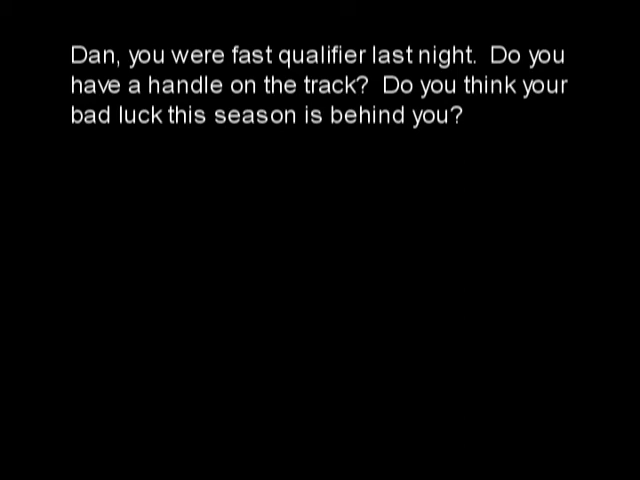 Dan, you were fast qualifier last night.  Do you
have a handle on the track?  Do you think your
bad luck this season is behind you?